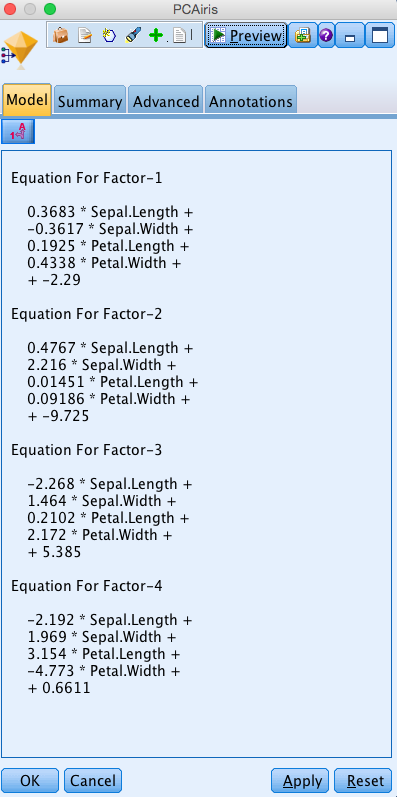 PCAiris
Preview
Model Summary Advanced Annotations
A
1
Equation For Factor-1
0.3683 * Sepal.Length +
-0.3617 * Sepal.Width +
0.1925 * Petal.Length +
0.4338 * Petal.Width +
+ -2.29
Equation For Factor-2
0.4767 * Sepal.Length +
2.216 * Sepal.Width +
0.01451 * Petal.Length +
0.09186 * Petal.Width +
+ -9.725
Equation For Factor-3
-2.268 * Sepal.Length +
1.464 * Sepal.Width +
0.2102 * Petal.Length +
2.172 * Petal.Width +
+ 5.385
Equation For Factor-4
-2.192 * Sepal.Length +
1.969 * Sepal.Width +
3.154 * Petal.Length +
-4.773 * Petal.Width +
+ 0.6611
OK Cancel Apply Reset